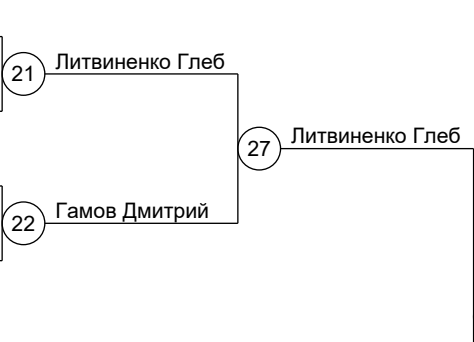 21 Литвиненко Глеб
27 Литвиненко Глеб
22 Гамов Дмитрий